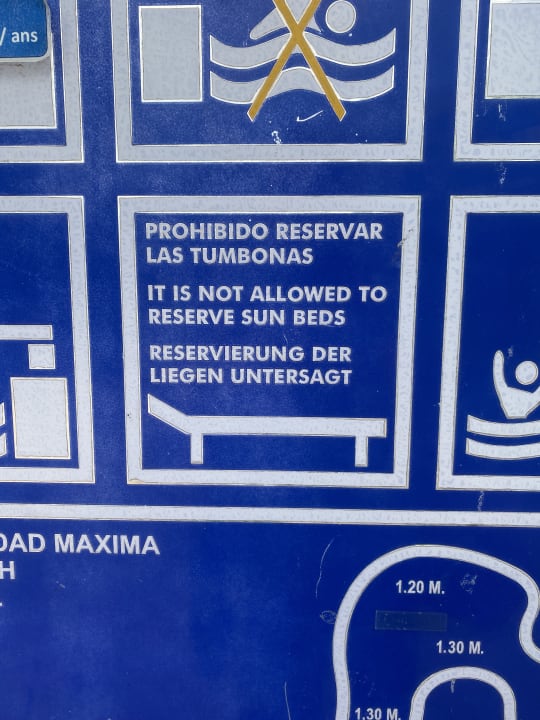 / ans
PROHIBIDO RESERVAR
LAS TUMBONAS
IT IS NOT ALLOWED TO
RESERVE SUN BEDS
RESERVIERUNG DER
LIEGEN UNTERSAGT
DAD MAXIMA
H
1.20 M.
1.30 M.
1.30 M.